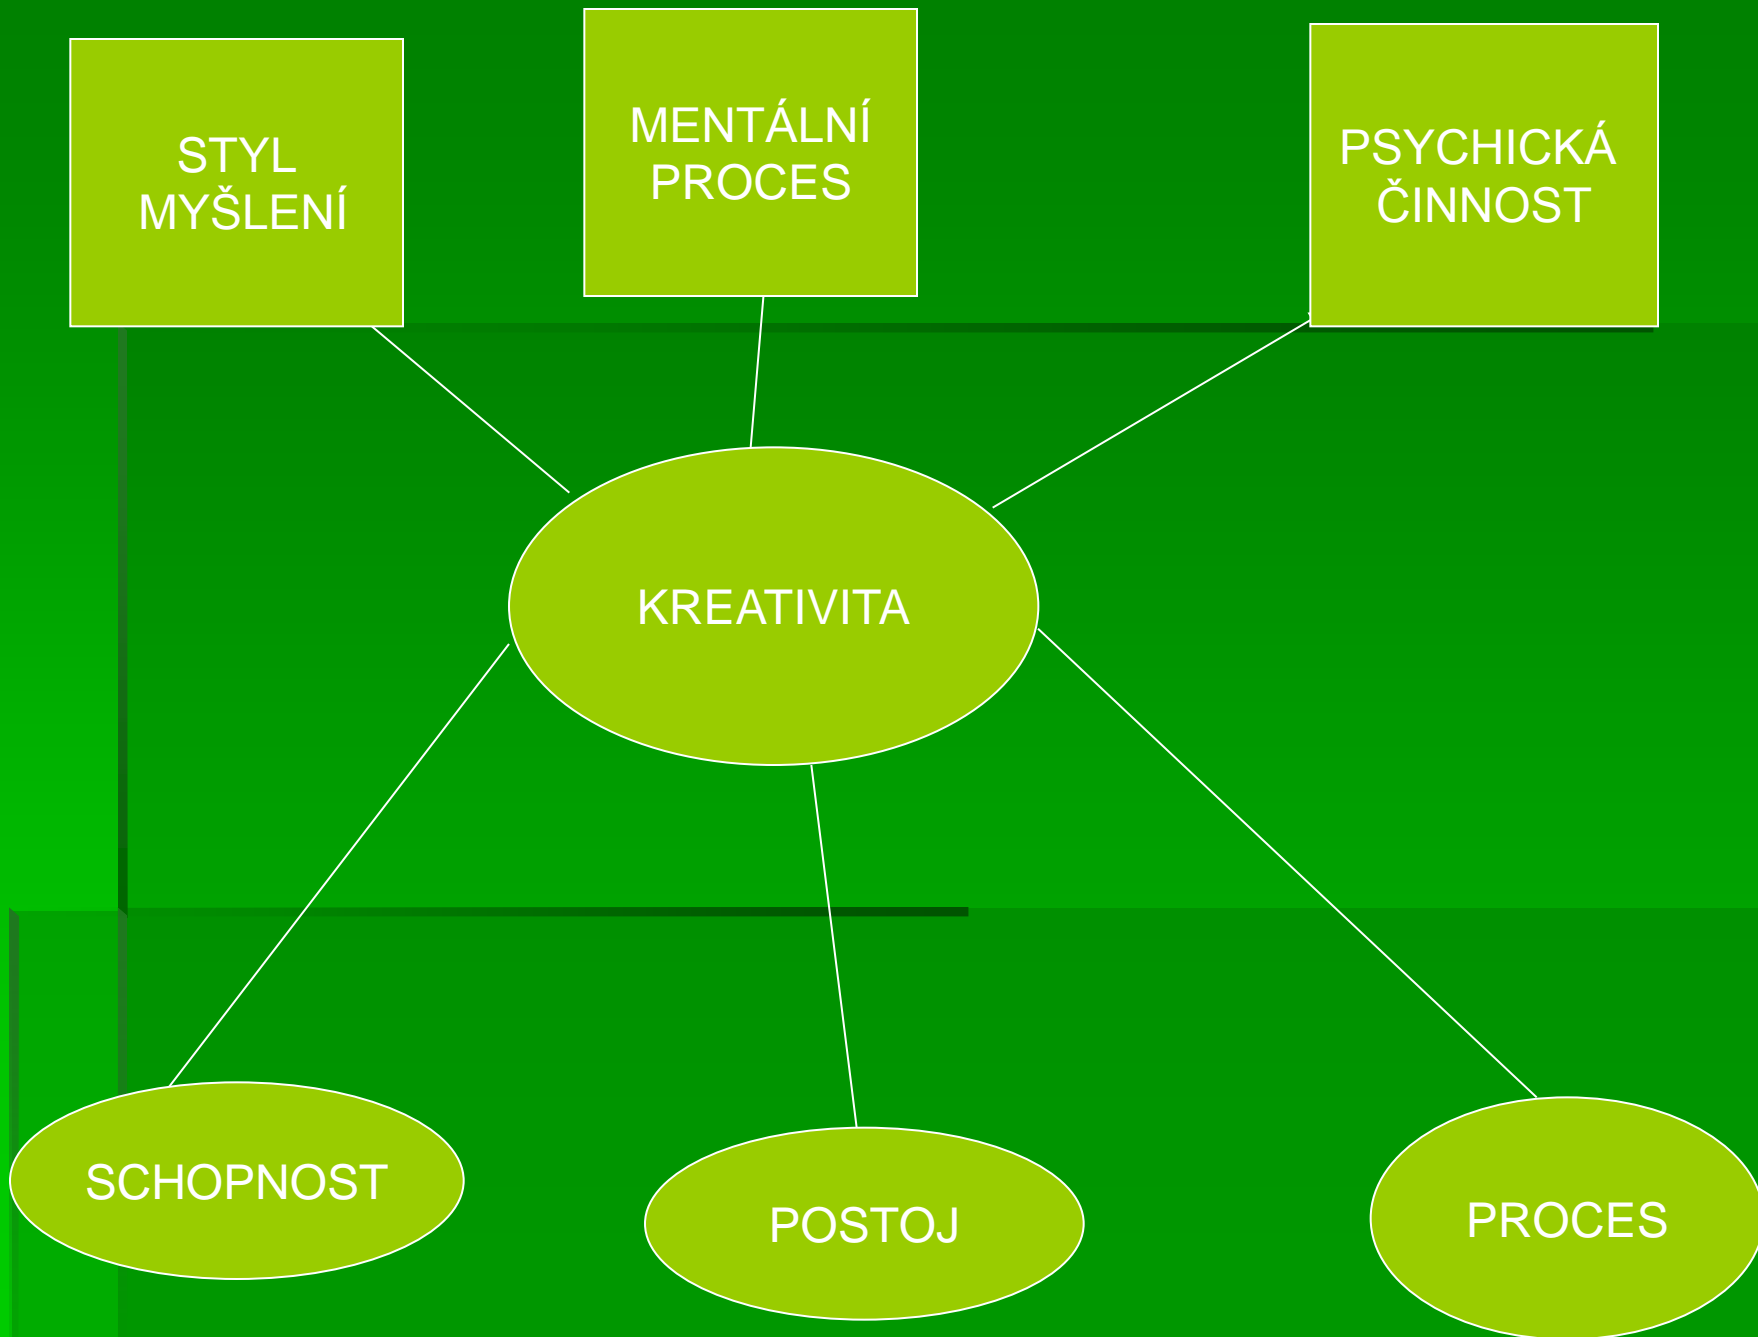 STYL
MYŠLENÍ
MENTÁLNÍ
PROCES
PSYCHICKÁ
ČINNOST
KREATIVITA
SCHOPNOST
POSTOJ
PROCES